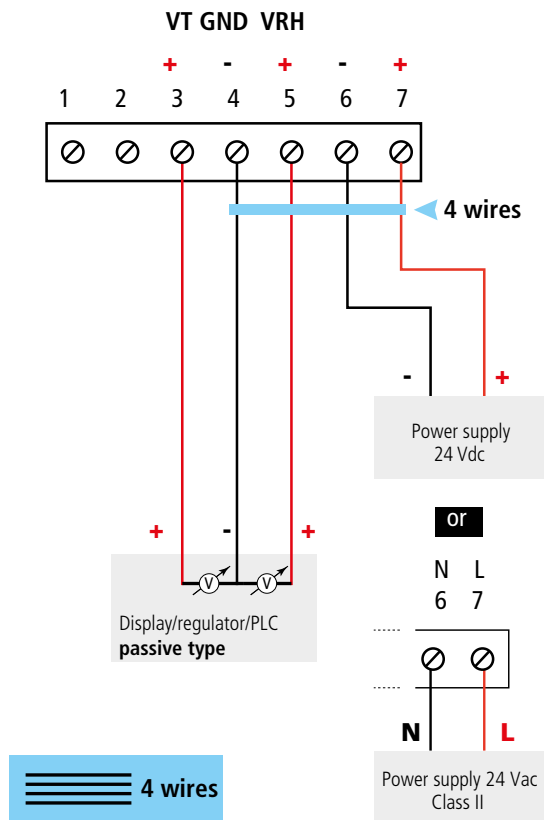 VT GND VRH
+ - + - +
1 2 3 4 5 6 7
4 wires
- +
Power supply
24 Vdc
+ - +
V V
Display/regulator/PLC
passive type
or
N L
6 7
N L
Power supply 24 Vac
Class II
4 wires